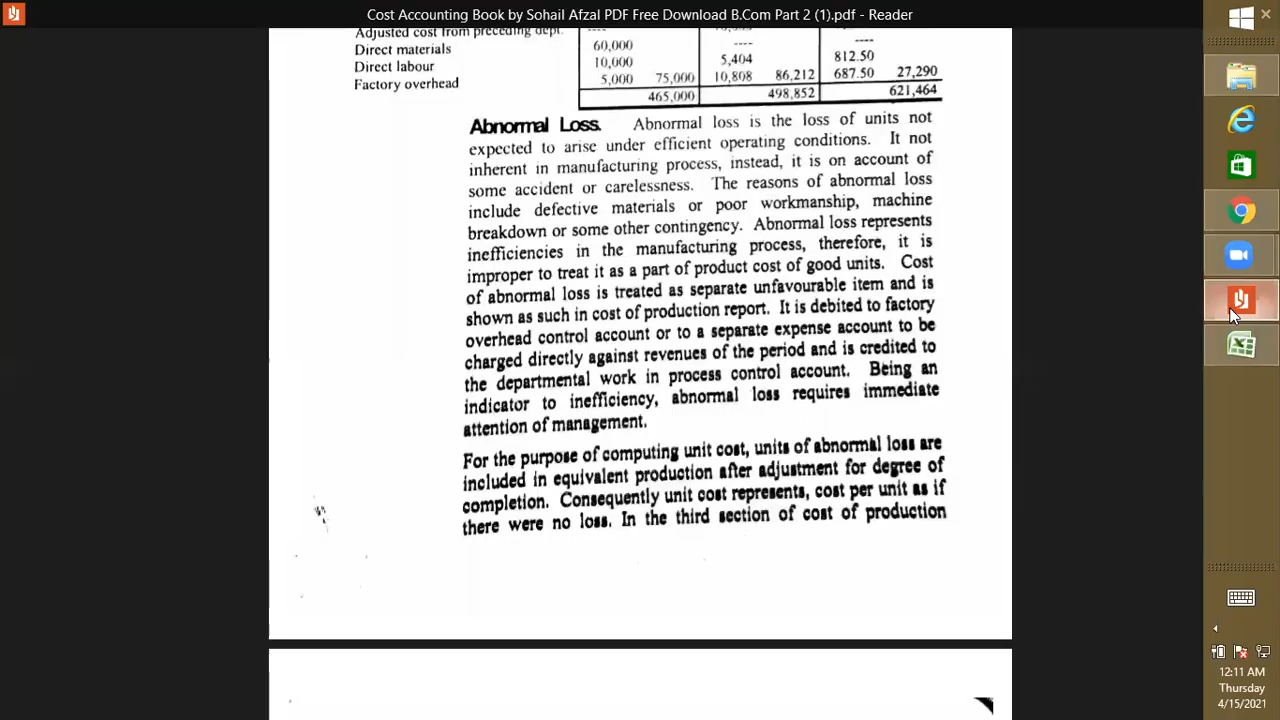 Cost Accounting Book by Sohail Afzal PDF Free Download B.Com Part 2 (1).pdf - Reader
Adjusted cost from preceding dept.
----
Direct materials 60,000 ---- 812.50
Direct labour 10,000 5,404
Factory overhead 5,000 75,000 10,808 86,212 687.50 27,290
465,000 498,852 621,464
Abnormal Loss. Abnormal loss is the loss of units not
expected to arise under efficient operating conditions. It not
inherent in manufacturing process, instead, it is on account of
some accident or carelessness. The reasons of abnormal loss
include defective materials or poor workmanship, machine
breakdown or some other contingency. Abnormal loss represents
inefficiencies in the manufacturing process, therefore, it is
improper to treat it as a part of product cost of good units. Cost
of abnormal loss is treated as separate unfavourable item and is
shown as such in cost of production report. It is debited to factory
overhead control account or to a separate expense account to be
charged directly against revenues of the period and is credited to
the departmental work in process control account. Being an
indicator to inefficiency, abnormal loss requires immediate
attention of management.
For the purpose of computing unit cost, units of abnormal loss are
included in equivalent production after adjustment for degree of
completion. Consequently unit cost represents, cost per unit as if
there were no loss. In the third section of cost of production
12:11 AM
Thursday
4/15/2021